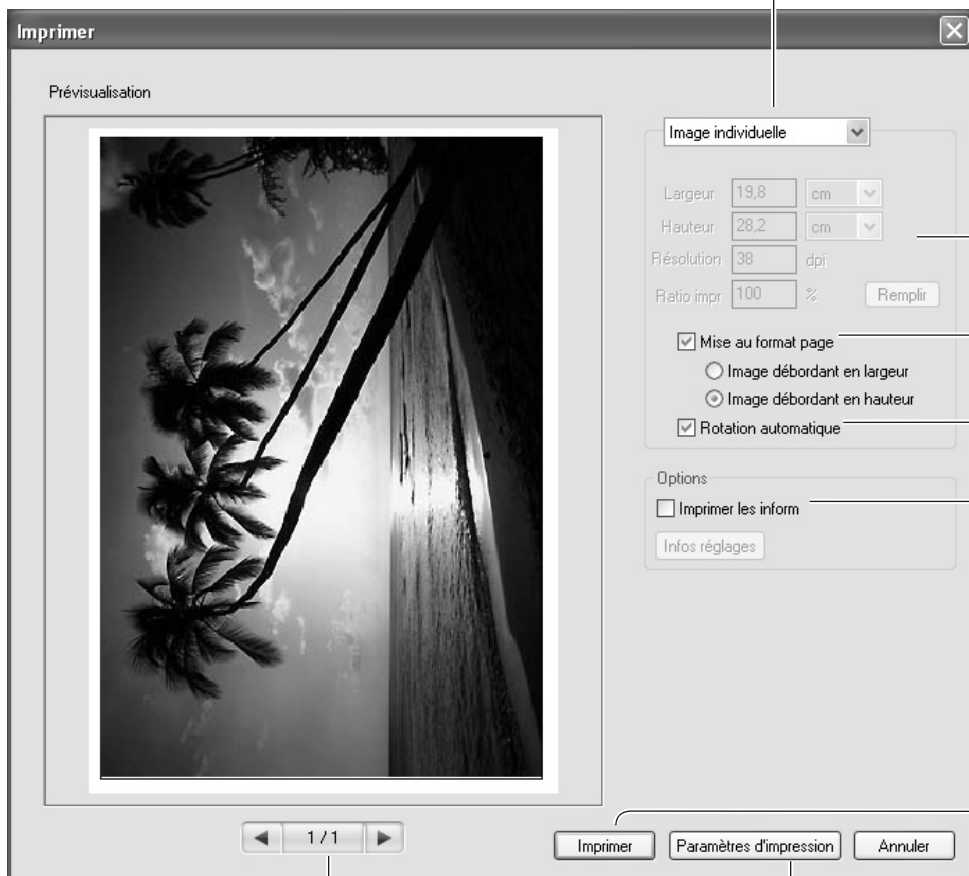 Imprimer
Prévisualisation
Image individuelle
Largeur 19,8 cm
Hauteur 28,2 cm
Résolution 38 dpi
Ratio impr 100 % Remplir
Mise au format page
Image débordant en largeur
Image débordant en hauteur
Rotation automatique
Options
Imprimer les inform
Infos réglages
1 / 1
Imprimer Paramètres d'impression Annuler